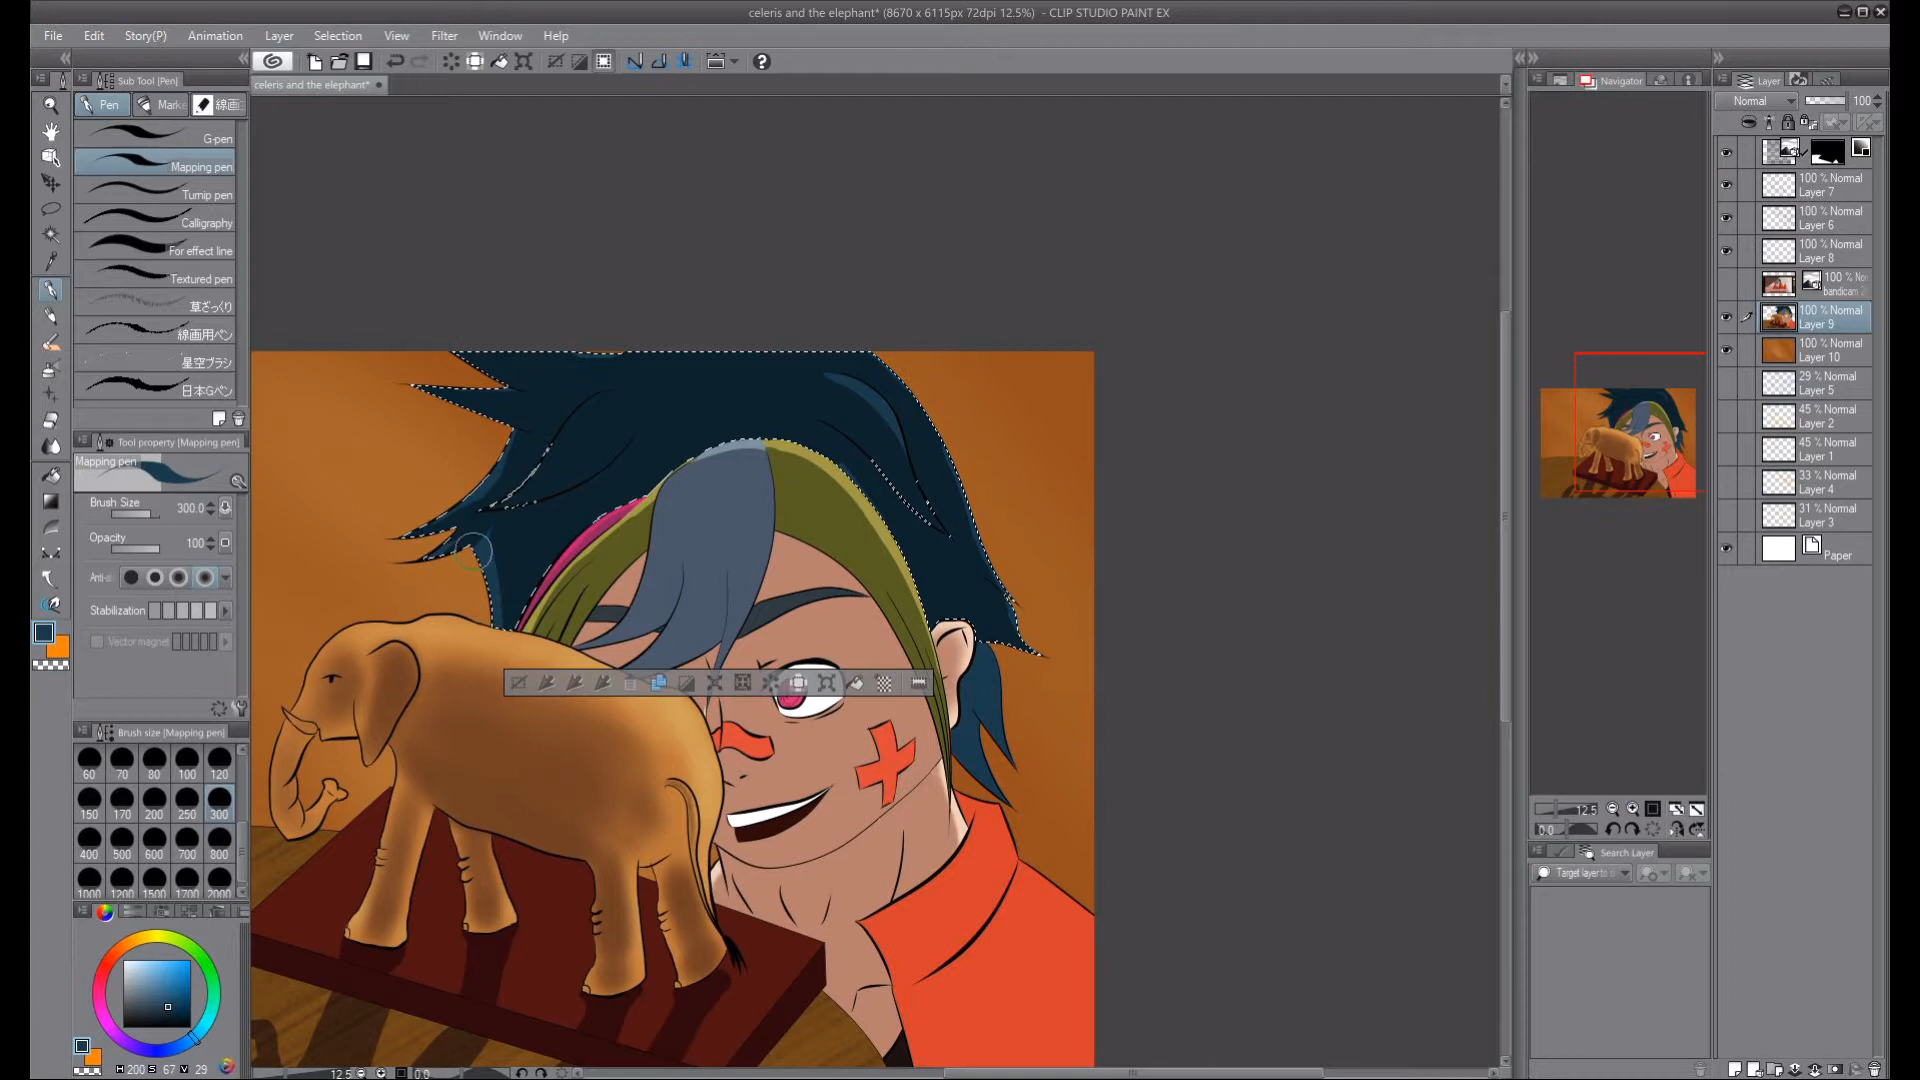 celeris and the elephant* (8670 x 6115px 72dpi 12.5%) - CLIP STUDIO PAINT EX
File Edit Story(P) Animation Layer Selection View Filter Window Help
Sub Tool [Pen]
celeris and the elephant*
Navigator
Layer
Pen
Marke
線画
Normal
100
G-pen
Mapping pen
Turnip pen
Calligraphy
For effect line
Textured pen
草ざっくり
線画用ペン
星空ブラシ
日本Gペン
Tool property [Mapping pen]
Mapping pen
Brush Size 300.0
Opacity 100
Anti-
Stabilization
Vector magnet
Brush size [Mapping pen]
60 70 80 100 120
150 170 200 250 300
400 500 600 700 800
1000 1200 1500 1700 2000
H 200 S 67 V 29
12.5
0.0
100 % Normal
Layer 7
100 % Normal
Layer 6
100 % Normal
Layer 8
100 % No
bandicam 2
100 % Normal
Layer 9
100 % Normal
Layer 10
29 % Normal
Layer 5
45 % Normal
Layer 2
45 % Normal
Layer 1
33 % Normal
Layer 4
31 % Normal
Layer 3
Paper
12.5
0.0
Search Layer
Target layer to